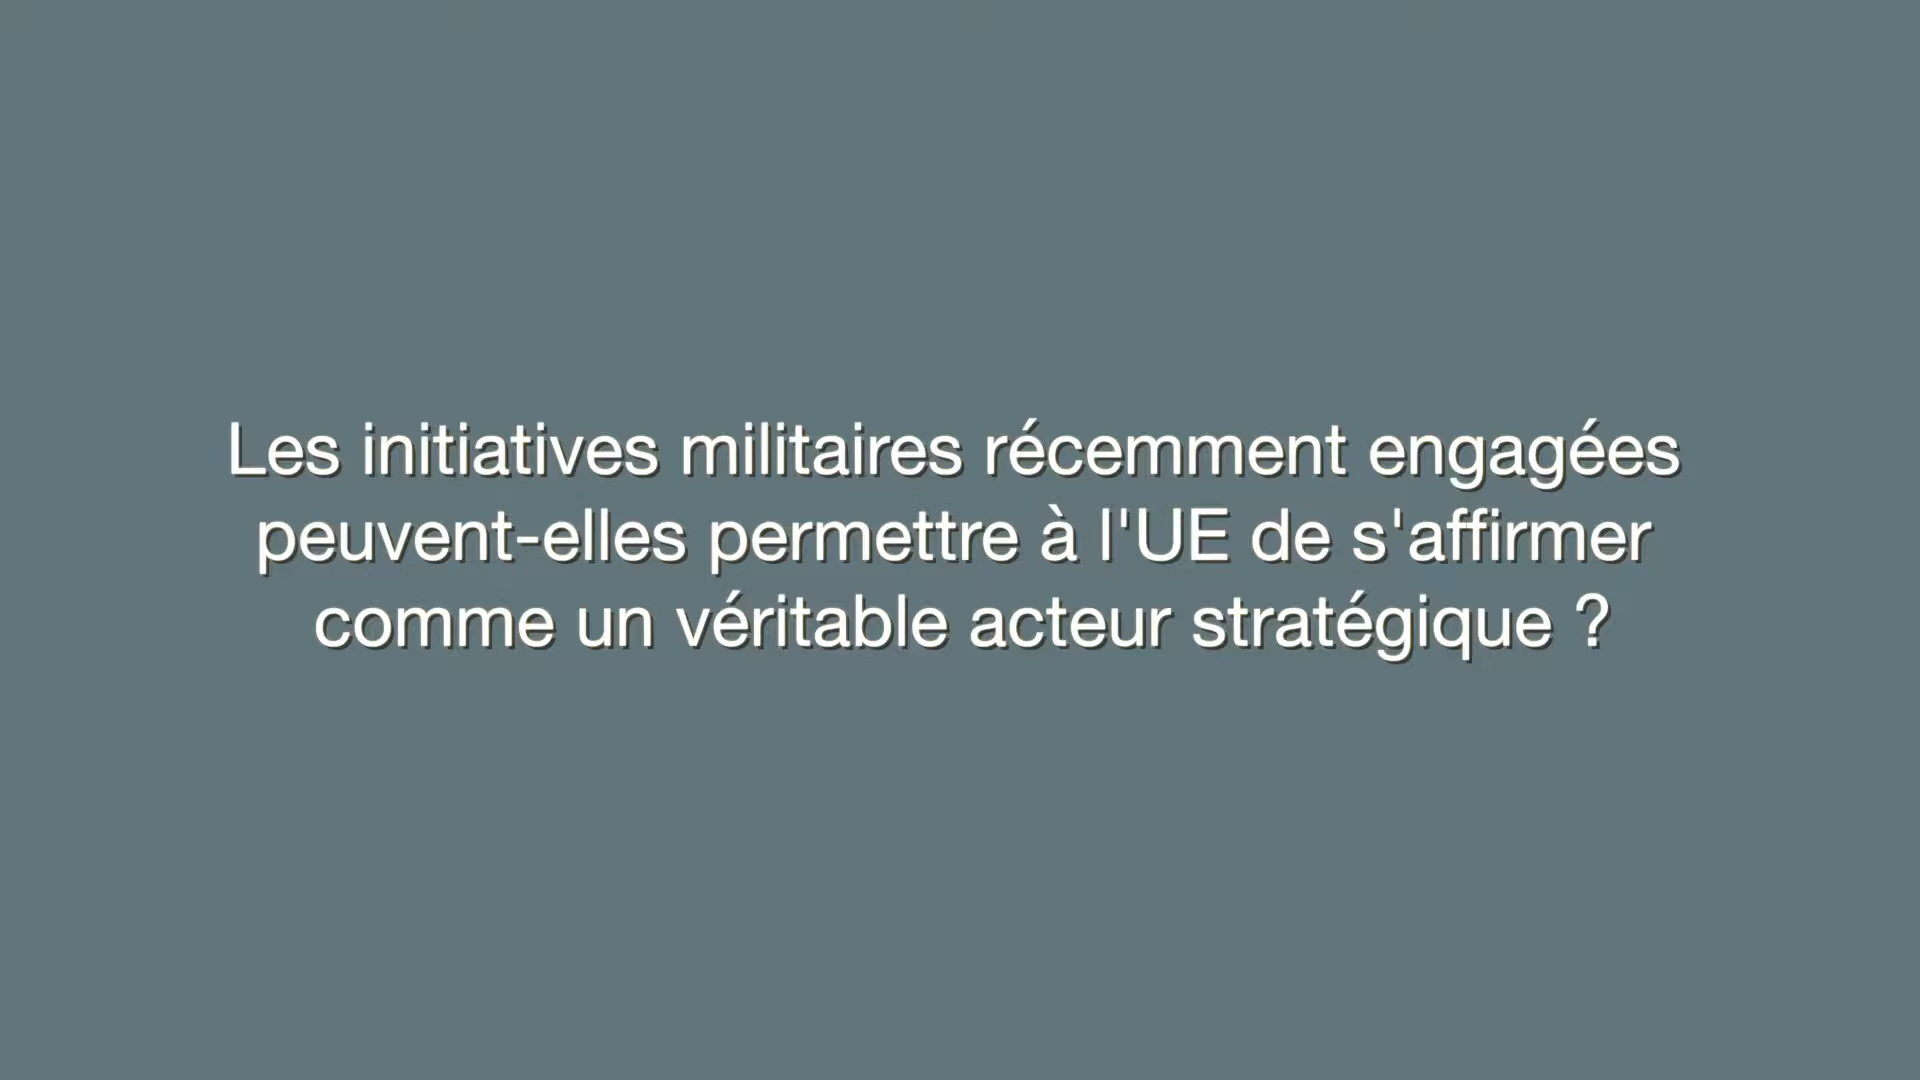 Les initiatives militaires récemment engagées
peuvent-elles permettre à l'UE de s'affirmer
comme un véritable acteur stratégique ?